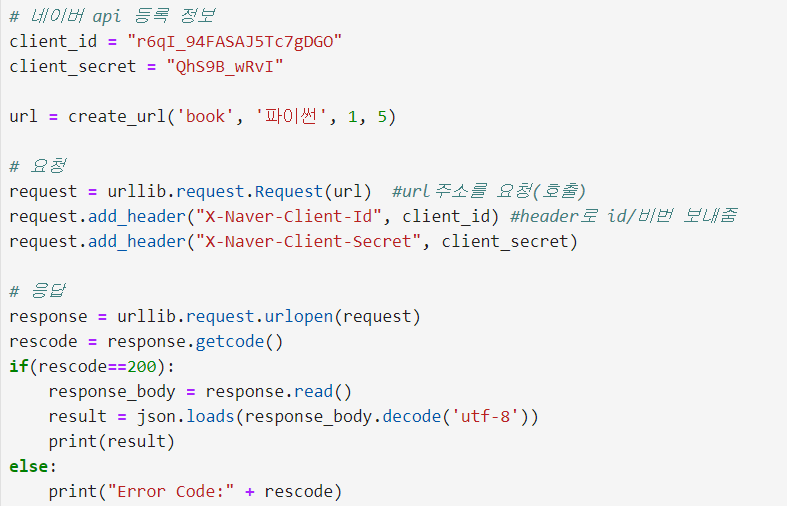 # 네이버 api 등록 정보
client_id = "r6qI_94FASAJ5Tc7gDGO"
client_secret = "QhS9B_wRvI"
url = create_url('book', '파이썬', 1, 5)
# 요청
request = urllib.request.Request(url)  #url주소를 요청(호출)
request.add_header("X-Naver-Client-Id", client_id) #header로 id/비번 보내줌
request.add_header("X-Naver-Client-Secret", client_secret)
# 응답
response = urllib.request.urlopen(request)
rescode = response.getcode()
if(rescode==200):
    response_body = response.read()
    result = json.loads(response_body.decode('utf-8'))
    print(result)
else:
    print("Error Code:" + rescode)